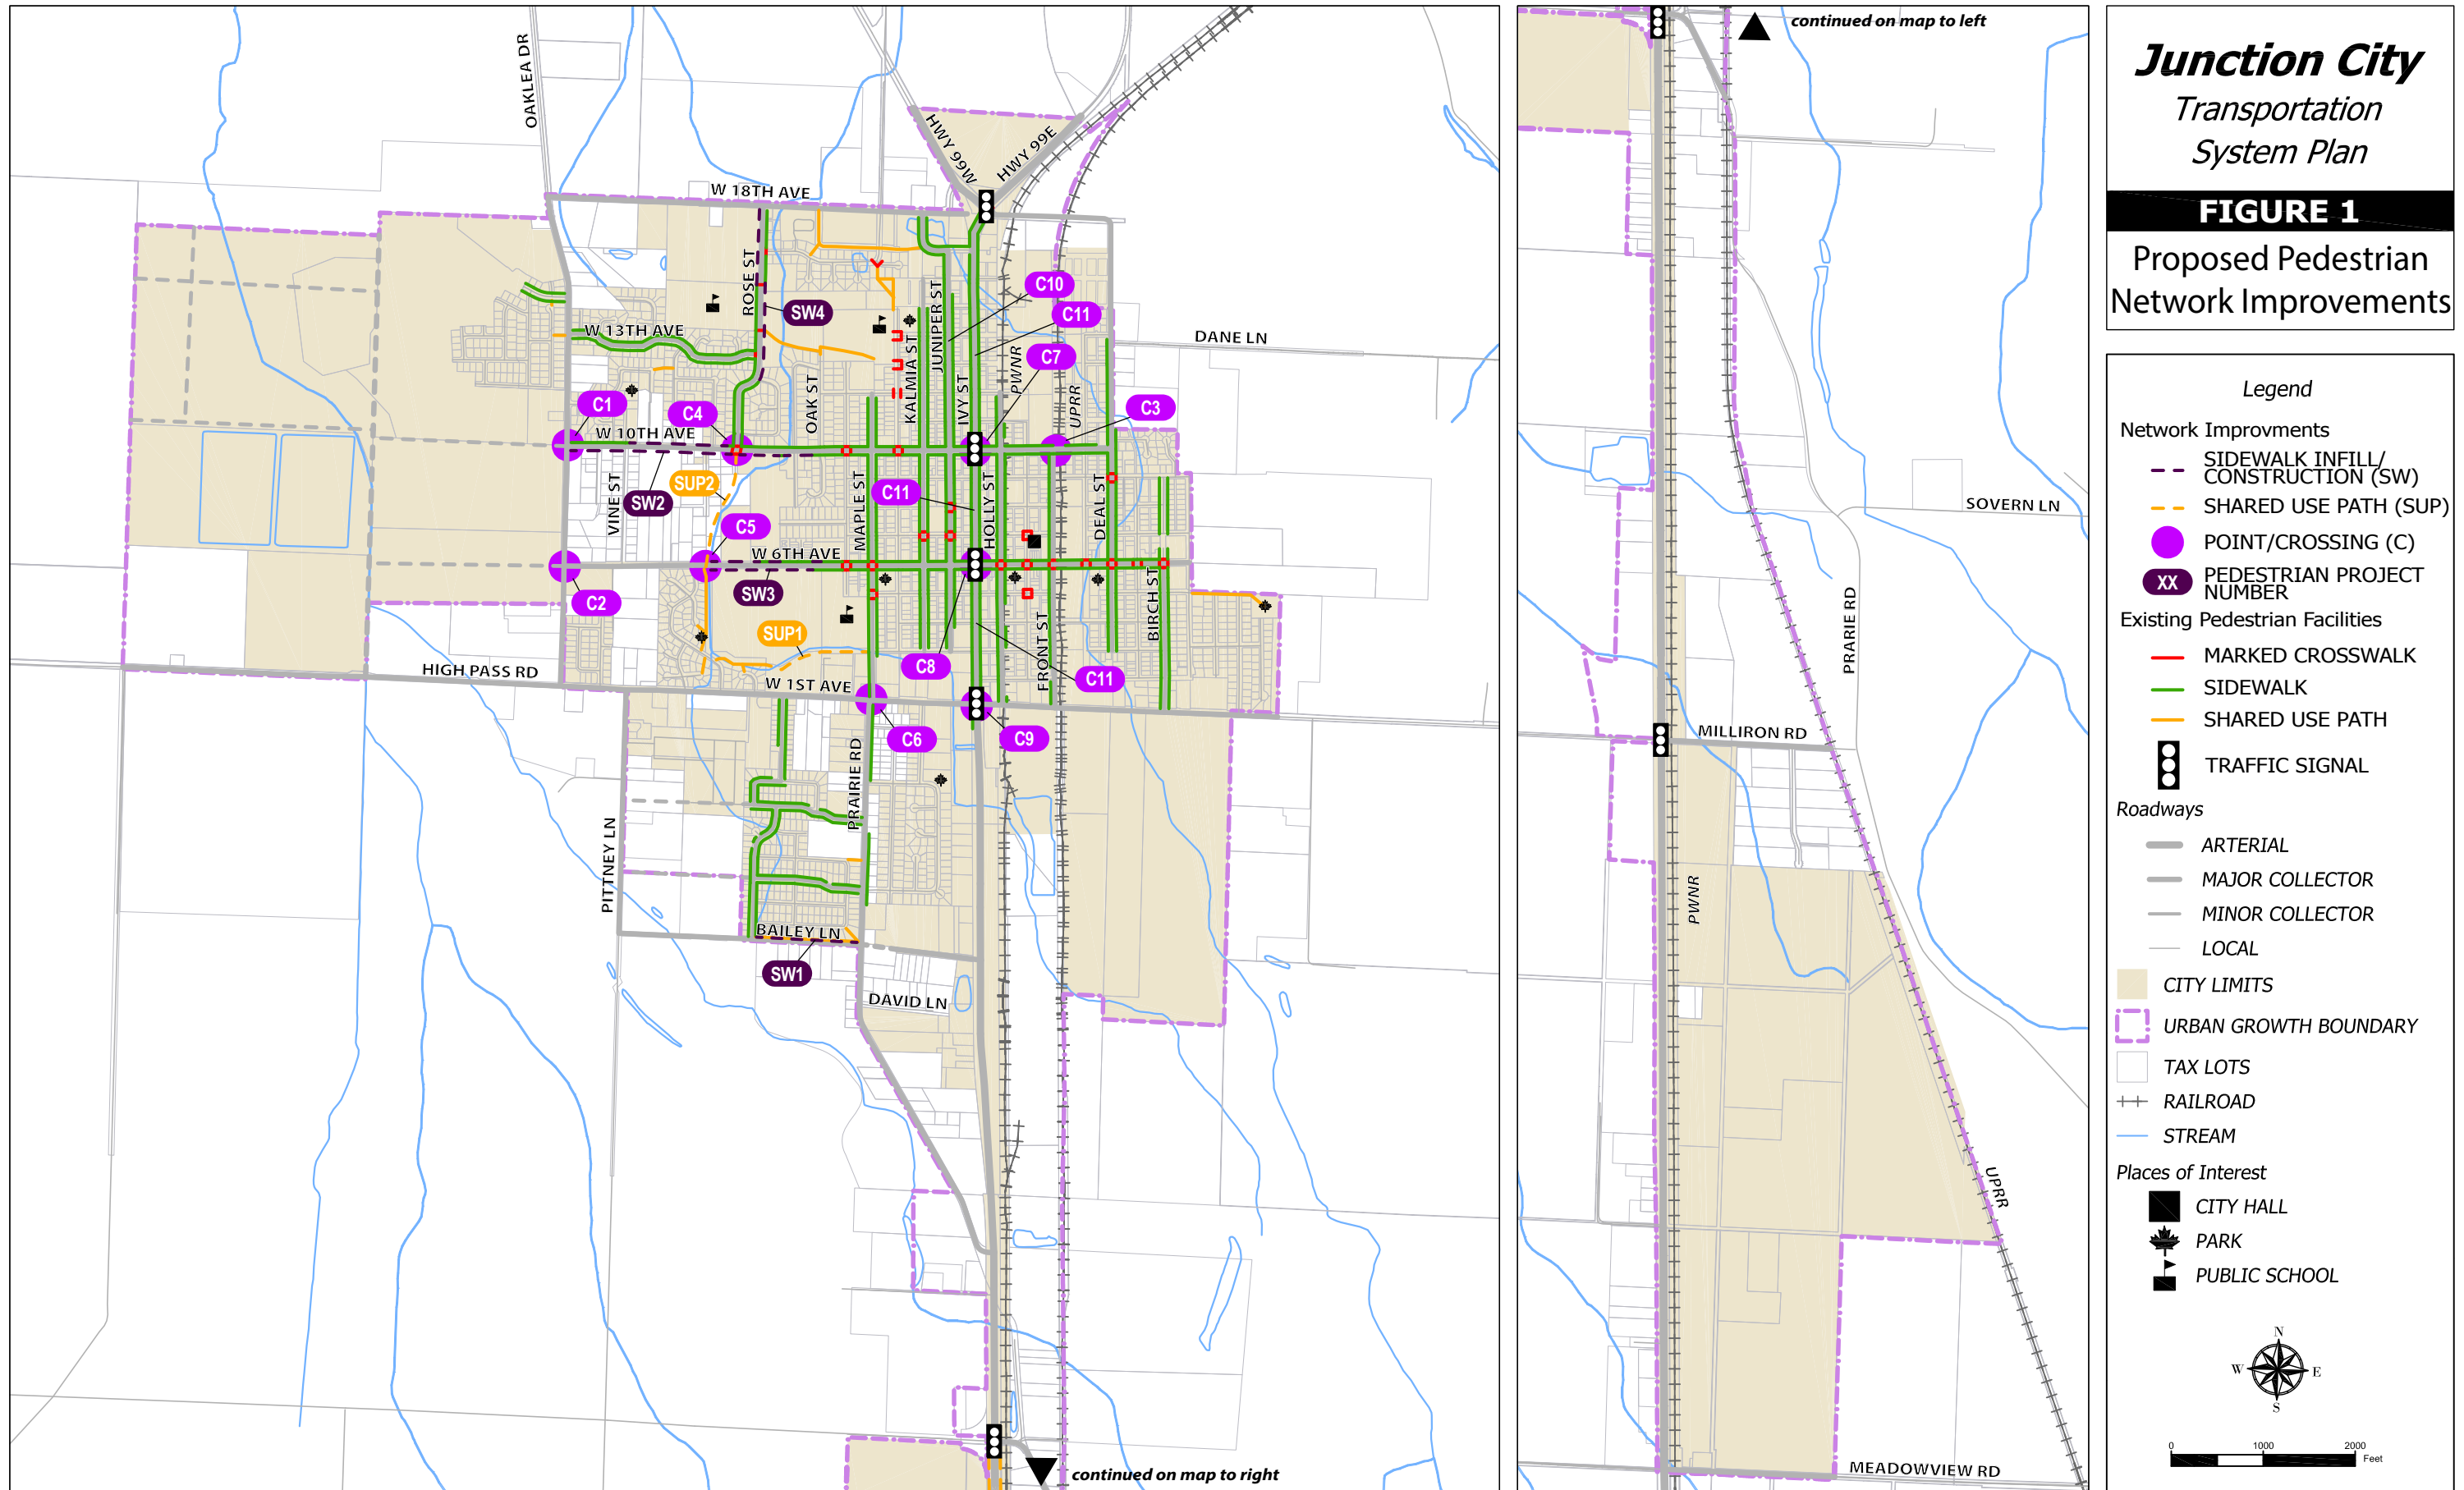 continued on map to left
Junction City
Transportation
System Plan
FIGURE 1
Proposed Pedestrian
Network Improvements
OAKLEA DR
HWY 99W
HWY 99E
W 18TH AVE
ROSE ST
SW4
C10
C11
W 13TH AVE
JUNIPER ST
KALMIA ST
DANE LN
PWNR
C7
OAK ST
IVY ST
UPRR
C1
C4
C3
W 10TH AVE
SUP2
C11
VINE ST
SW2
MAPLE ST
HOLLY ST
DEAL ST
C5
W 6TH AVE
SW3
C2
BIRCH ST
SUP1
C8
FRONT ST
HIGH PASS RD
W 1ST AVE
C11
C6
C9
PRAIRIE RD
PITTNEY LN
BAILEY LN
SW1
DAVID LN
continued on map to right
SOVERN LN
PRARIE RD
MILLIRON RD
PWNR
UPRR
MEADOWVIEW RD
Legend
Network Improvments
SIDEWALK INFILL/
CONSTRUCTION (SW)
SHARED USE PATH (SUP)
POINT/CROSSING (C)
XX
PEDESTRIAN PROJECT
NUMBER
Existing Pedestrian Facilities
MARKED CROSSWALK
SIDEWALK
SHARED USE PATH
TRAFFIC SIGNAL
Roadways
ARTERIAL
MAJOR COLLECTOR
MINOR COLLECTOR
LOCAL
CITY LIMITS
URBAN GROWTH BOUNDARY
TAX LOTS
RAILROAD
STREAM
Places of Interest
CITY HALL
PARK
PUBLIC SCHOOL
N
W
E
S
0 1000 2000
Feet